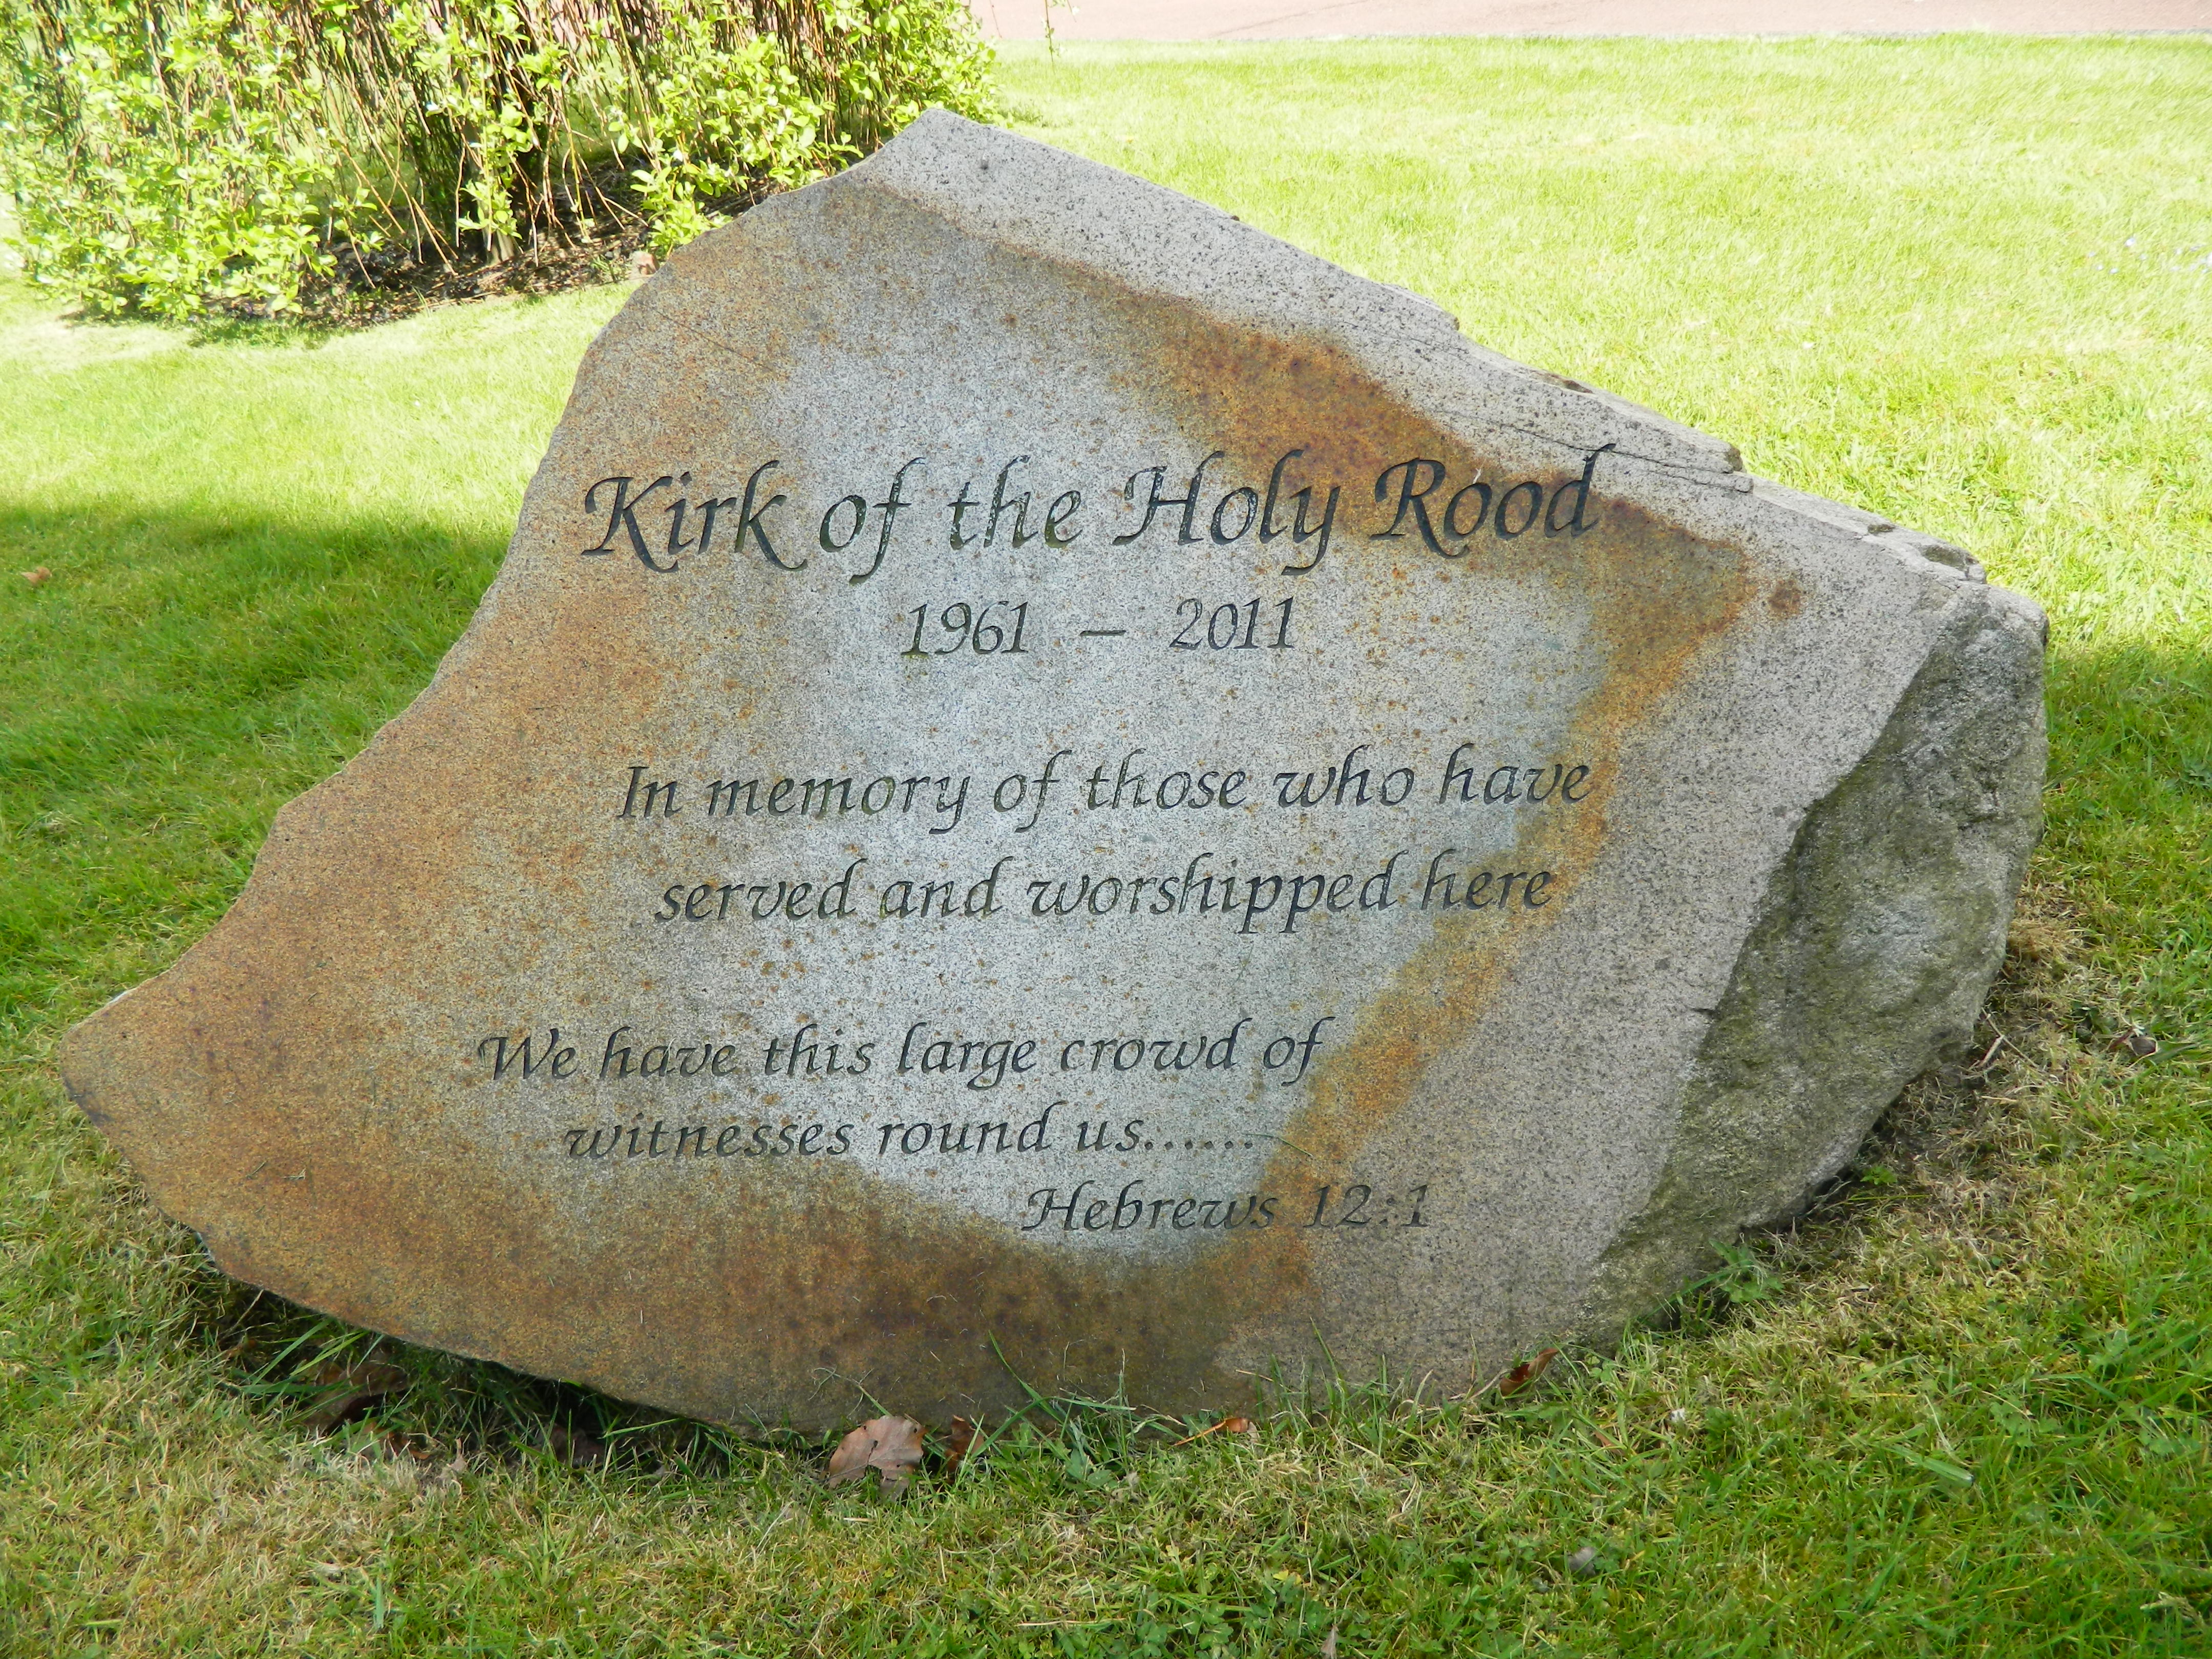 Kirk of the Holy Rood
1961 – 2011
In memory of those who have
served and worshipped here
We have this large crowd of
witnesses round us......
Hebrews 12:1